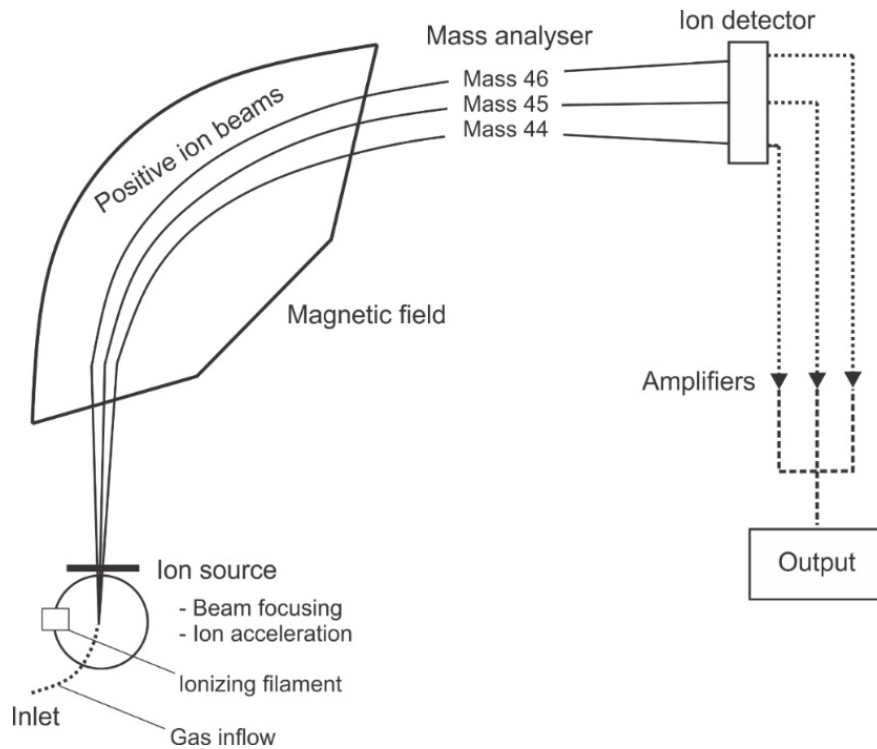 Ion detector
Mass analyser
Mass 46
Mass 45
Mass 44
Positive ion beams
Magnetic field
Amplifiers
Output
Ion source
- Beam focusing
- Ion acceleration
Ionizing filament
Inlet
Gas inflow